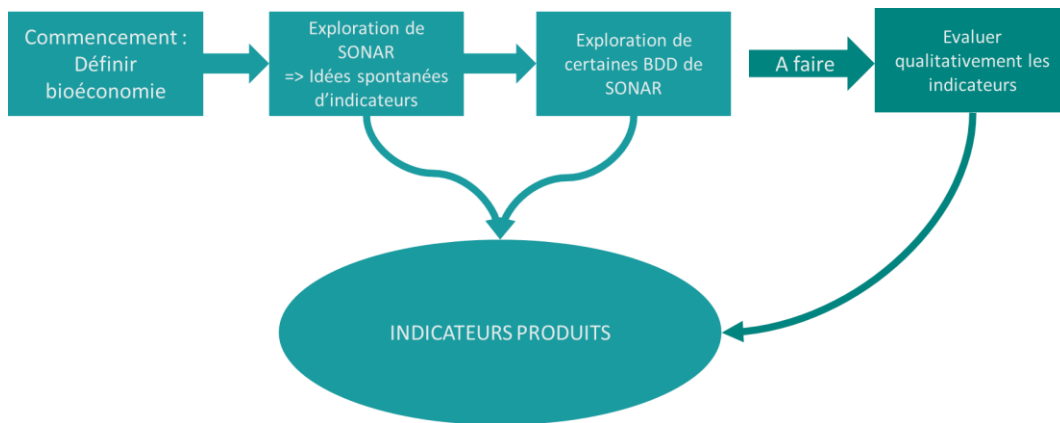 Commencement :
Définir
bioéconomie
Exploration de
SONAR
=> Idées spontanées
d’indicateurs
Exploration de
certaines BDD de
SONAR
A faire
Evaluer
qualitativement les
indicateurs
INDICATEURS PRODUITS